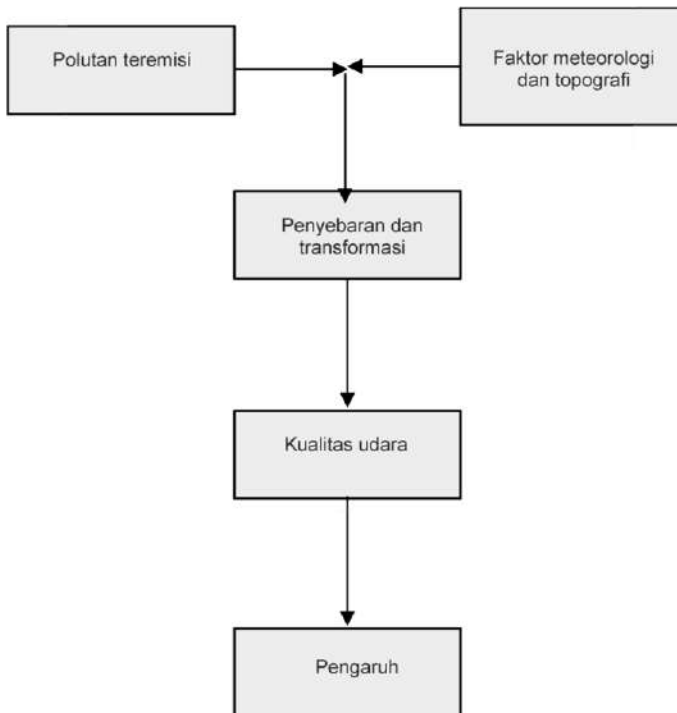 Polutan teremisi
Faktor meteorologi
dan topografi
Penyebaran dan
transformasi
Kualitas udara
Pengaruh